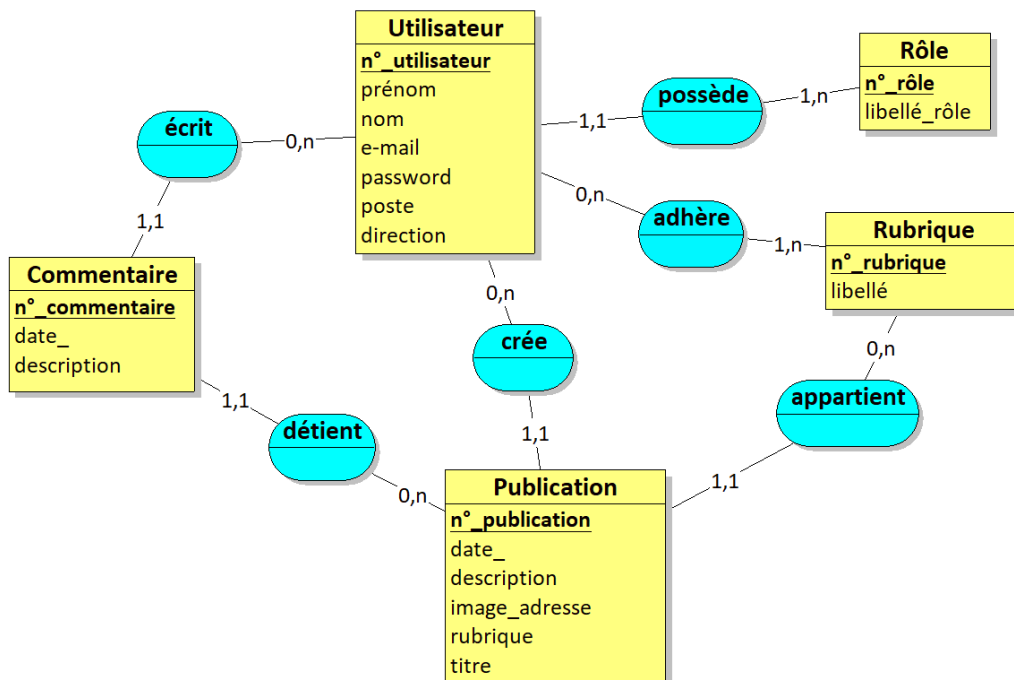 Utilisateur
n°_utilisateur
prénom
nom
e-mail
password
poste
direction
Rôle
n°_rôle
libellé_rôle
possède
1,1
1,n
écrit
0,n
1,1
adhère
0,n
1,n
Rubrique
n°_rubrique
libellé
Commentaire
n°_commentaire
date_
description
0,n
crée
1,1
0,n
appartient
1,1
1,1
détient
0,n
Publication
n°_publication
date_
description
image_adresse
rubrique
titre